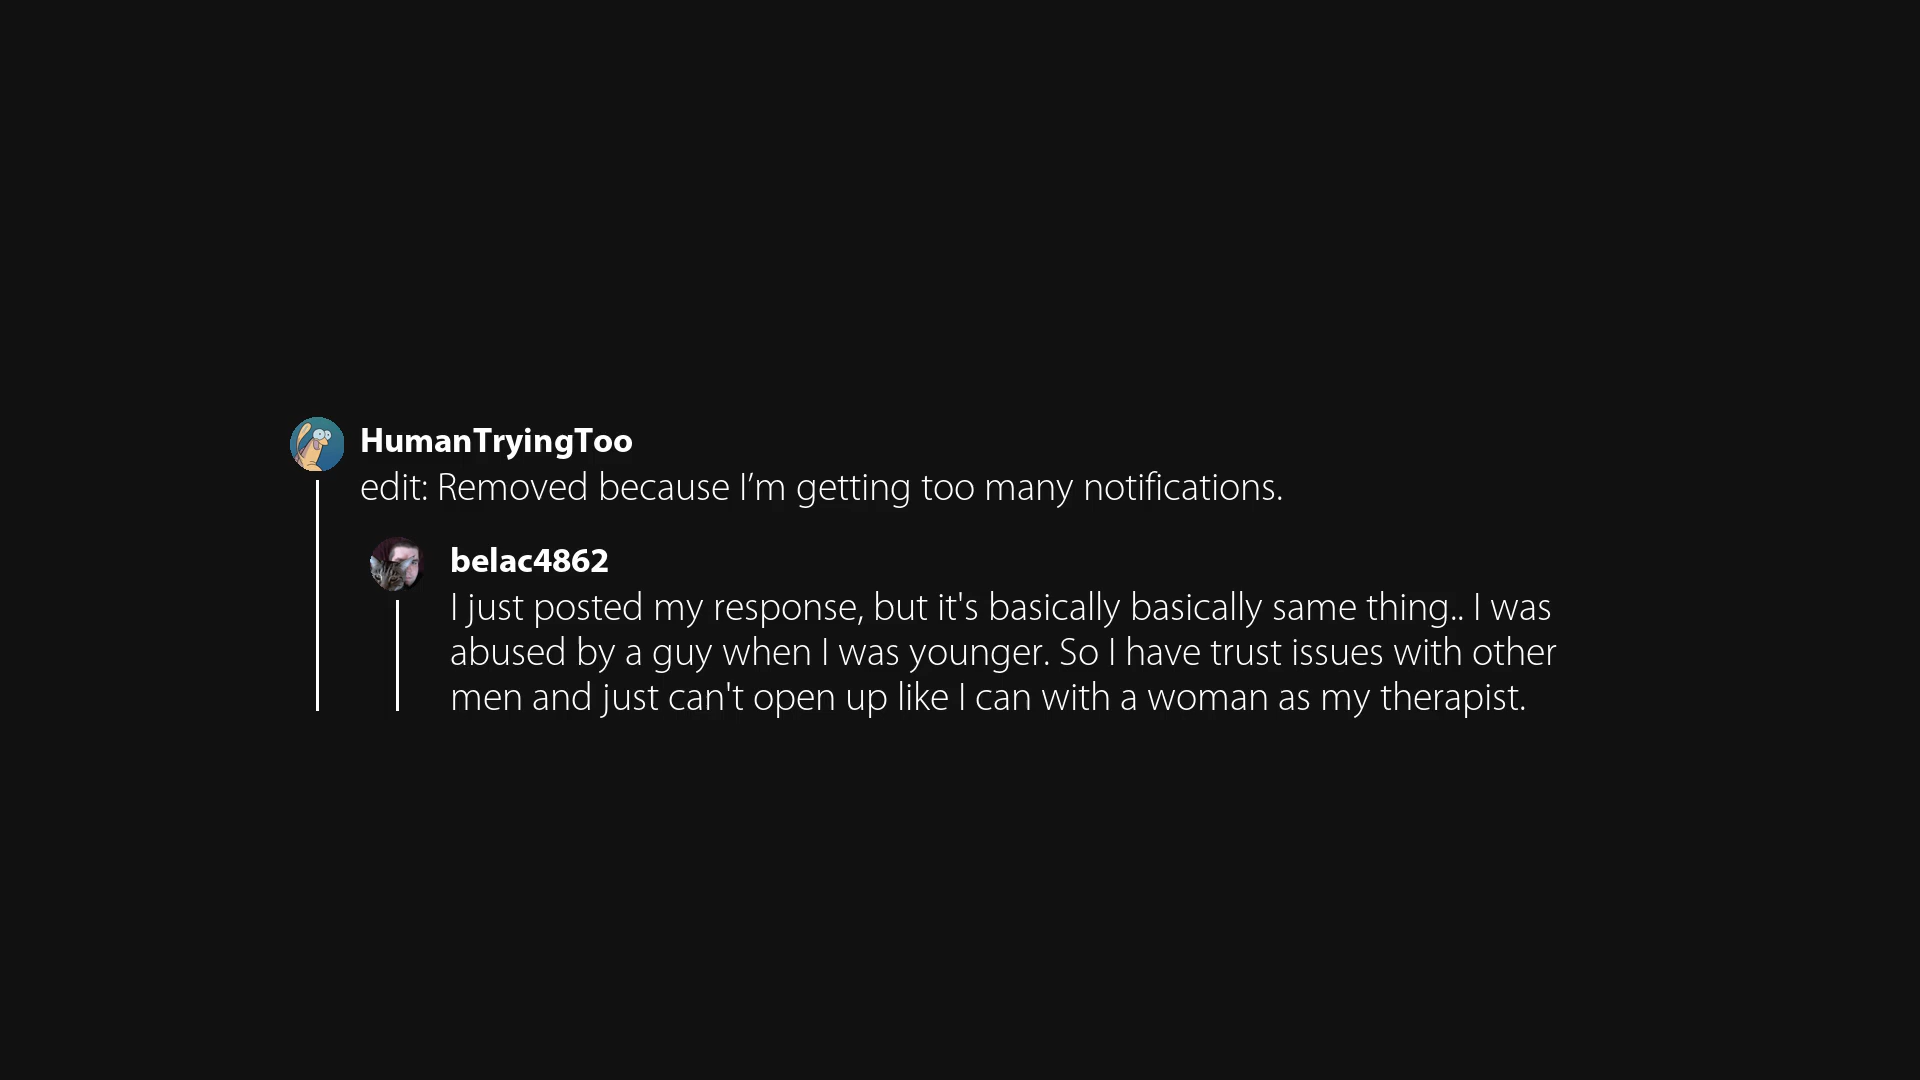 HumanTryingToo
edit: Removed because I’m getting too many notifications.
belac4862
I just posted my response, but it's basically basically same thing.. I was
abused by a guy when I was younger. So I have trust issues with other
men and just can't open up like I can with a woman as my therapist.